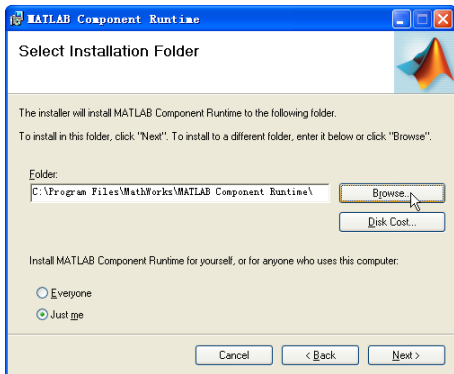 MATLAB Component Runtime
Select Installation Folder
The installer will install MATLAB Component Runtime to the following folder.
To install in this folder, click "Next". To install to a different folder, enter it below or click "Browse".
Folder:
C:\Program Files\MathWorks\MATLAB Component Runtime\
Browse...
Disk Cost...
Install MATLAB Component Runtime for yourself, or for anyone who uses this computer:
Everyone
Just me
Cancel
< Back
Next >